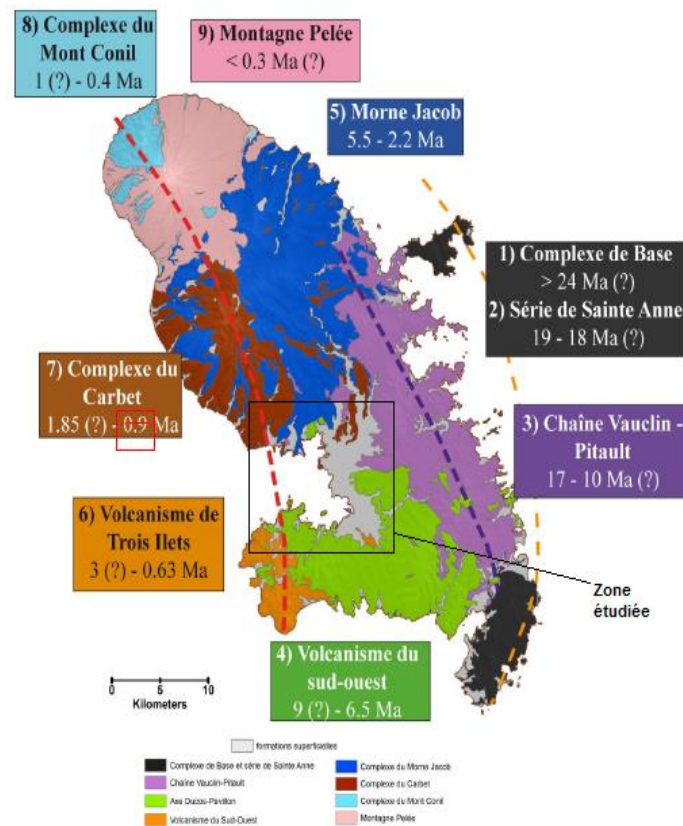 8) Complexe du
Mont Conil
1 (?) - 0.4 Ma
9) Montagne Pelée
< 0.3 Ma (?)
5) Morne Jacob
5.5 - 2.2 Ma
1) Complexe de Base
> 24 Ma (?)
2) Série de Sainte Anne
19 - 18 Ma (?)
7) Complexe du
Carbet
1.85 (?) - 0.9 Ma
3) Chaîne Vauclin -
Pitault
17 - 10 Ma (?)
6) Volcanisme de
Trois Ilets
3 (?) - 0.63 Ma
Zone
étudiée
4) Volcanisme du
sud-ouest
9 (?) - 6.5 Ma
0 5 10
Kilometers
formations superficielles
Complexe de Base et série de Sainte Anne
Chaîne Vauclin-Pitault
Axe Ducos-Pavillon
Volcanisme du Sud-Ouest
Complexe du Morne Jacob
Complexe du Carbet
Complexe du Mont Conil
Montagne Pelée